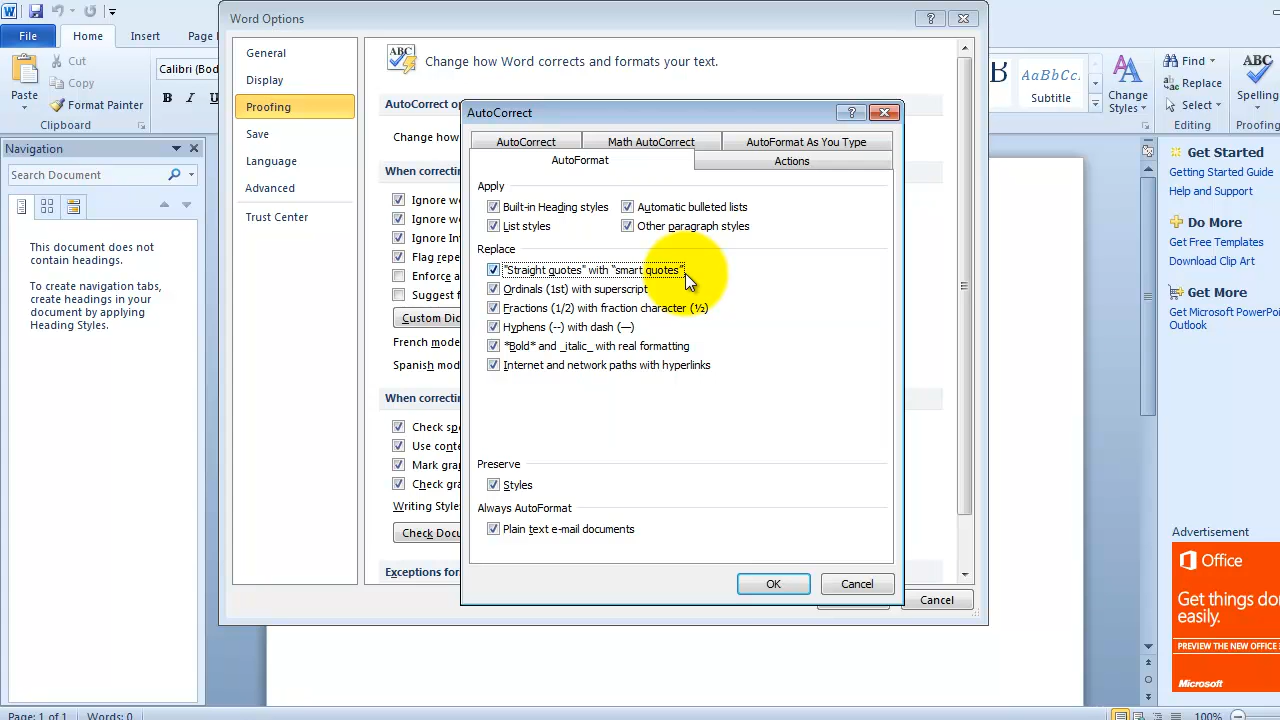 Word Options
File
Home
Insert
Page
Cut
Copy
Paste
Format Painter
Clipboard
Calibri (Bod
B I U
Navigation
Search Document
This document does not
contain headings.
To create navigation tabs,
create headings in your
document by applying
Heading Styles.
General
Display
Proofing
Save
Language
Advanced
Trust Center
ABC
Change how Word corrects and formats your text.
AutoCorrect op
Change how
When correctin
Ignore wo
Ignore wo
Ignore Int
Flag repea
Enforce a
Suggest f
Custom Dic
French mode
Spanish mod
When correctin
Check spe
Use conte
Mark gra
Check gra
Writing Style
Check Docu
Exceptions for
Cancel
AutoCorrect
AutoCorrect
Math AutoCorrect
AutoFormat As You Type
AutoFormat
Actions
Apply
Built-in Heading styles
Automatic bulleted lists
List styles
Other paragraph styles
Replace
"Straight quotes" with “smart quotes”
Ordinals (1st) with superscript
Fractions (1/2) with fraction character (½)
Hyphens (--) with dash (—)
*Bold* and _italic_ with real formatting
Internet and network paths with hyperlinks
Preserve
Styles
Always AutoFormat
Plain text e-mail documents
OK
Cancel
AaBbCc.
Subtitle
Change
Styles
Find
Replace
Select
Editing
ABC
Spelling
Proofing
Get Started
Getting Started Guide
Help and Support
Do More
Get Free Templates
Download Clip Art
Get More
Get Microsoft PowerPoi
Outlook
Advertisement
Office
Get things do
easily.
PREVIEW THE NEW OFFICE
Microsoft
Page: 1 of 1
Words: 0
100%